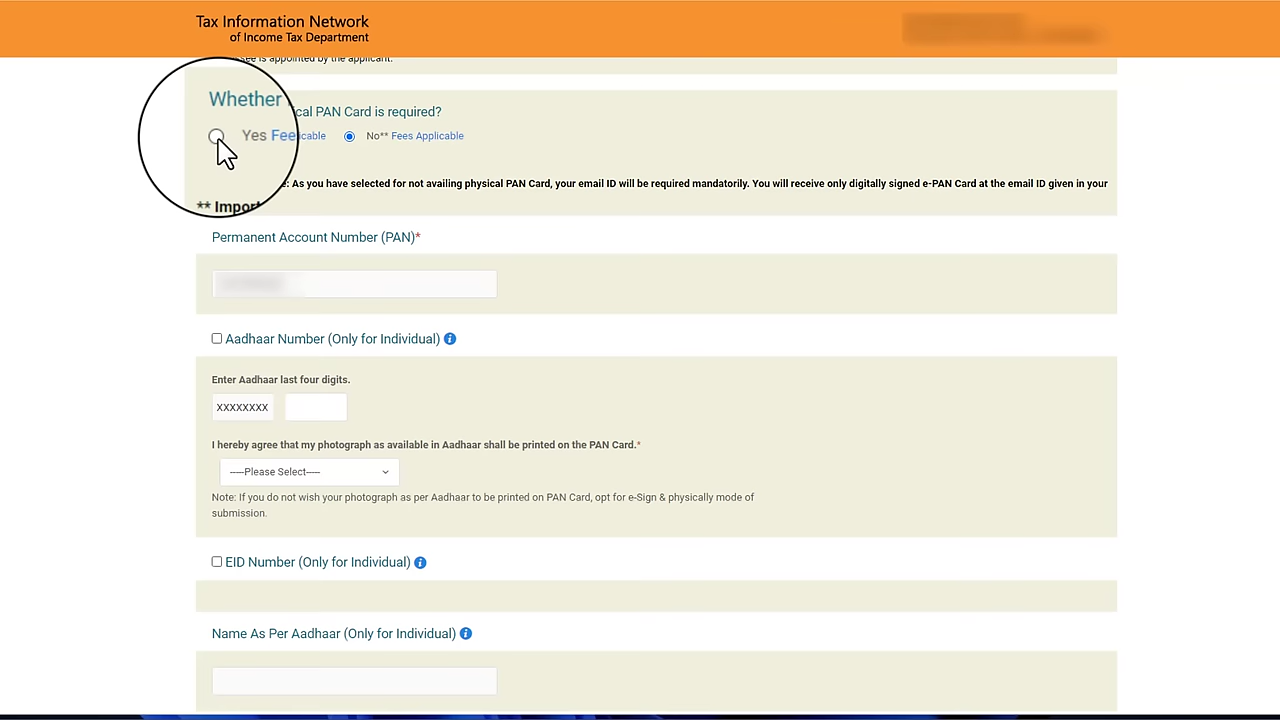 Tax Information Network
of Income Tax Department
see is appointed by the applicant.
Whether cal PAN Card is required?
Yes Fee icable No** Fees Applicable
e: As you have selected for not availing physical PAN Card, your email ID will be required mandatorily. You will receive only digitally signed e-PAN Card at the email ID given in your
** Import
Permanent Account Number (PAN)*
Aadhaar Number (Only for Individual) i
Enter Aadhaar last four digits.
XXXXXXXX
I hereby agree that my photograph as available in Aadhaar shall be printed on the PAN Card.*
----Please Select-----
Note: If you do not wish your photograph as per Aadhaar to be printed on PAN Card, opt for e-Sign & physically mode of
submission.
EID Number (Only for Individual) i
Name As Per Aadhaar (Only for Individual) i